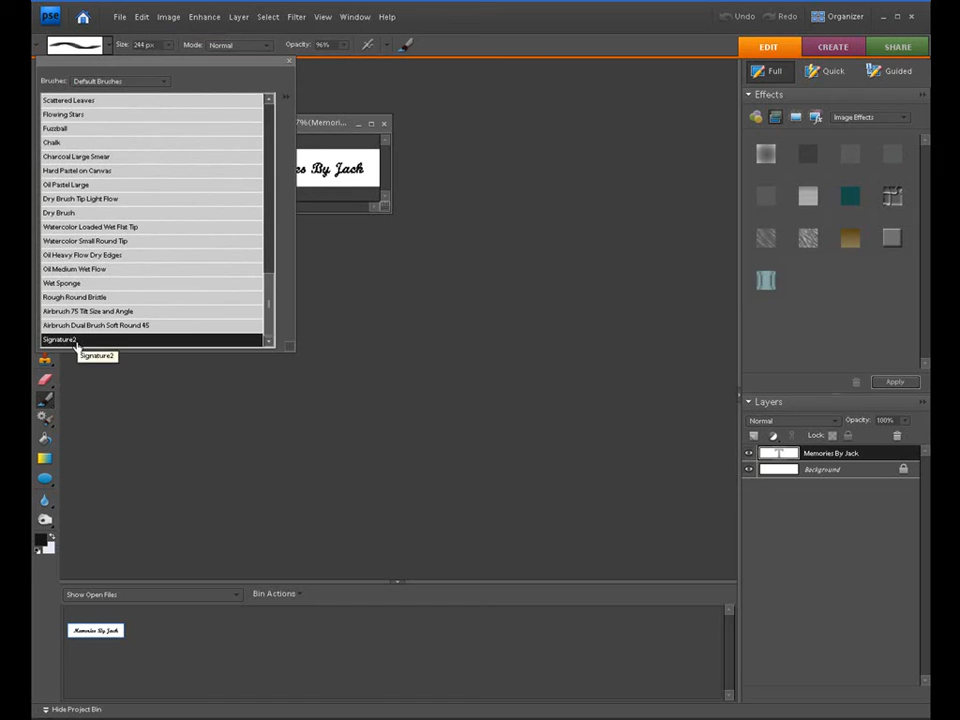 pse File Edit Image Enhance Layer Select Filter View Window Help Undo Redo Organizer
Size: 244 px Mode: Normal Opacity: 96% EDIT CREATE SHARE
Brushes: Default Brushes
Full Quick Guided
Effects
Image Effects
Scattered Leaves
Flowing Stars
Fuzzball
Chalk
Charcoal Large Smear
Hard Pastel on Canvas
Oil Pastel Large
Dry Brush Tip Light Flow
Dry Brush
Watercolor Loaded Wet Flat Tip
Watercolor Small Round Tip
Oil Heavy Flow Dry Edges
Oil Medium Wet Flow
Wet Sponge
Rough Round Bristle
Airbrush 75 Tilt Size and Angle
Airbrush Dual Brush Soft Round 45
Signature2
Signature2
7% (Memori...
es By Jack
Apply
Layers
Normal Opacity: 100%
Lock:
T Memories By Jack
Background
Show Open Files Bin Actions
Memories By Jack
Hide Project Bin